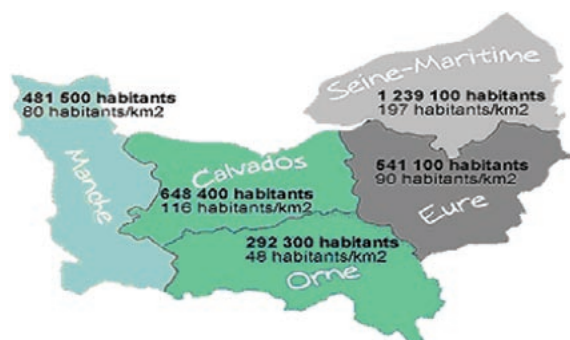 Seine-Maritime
1 239 100 habitants
197 habitants/km2
481 500 habitants
80 habitants/km2
Manche
Calvados
648 400 habitants
116 habitants/km2
541 100 habitants
90 habitants/km2
Eure
292 300 habitants
48 habitants/km2
Orne